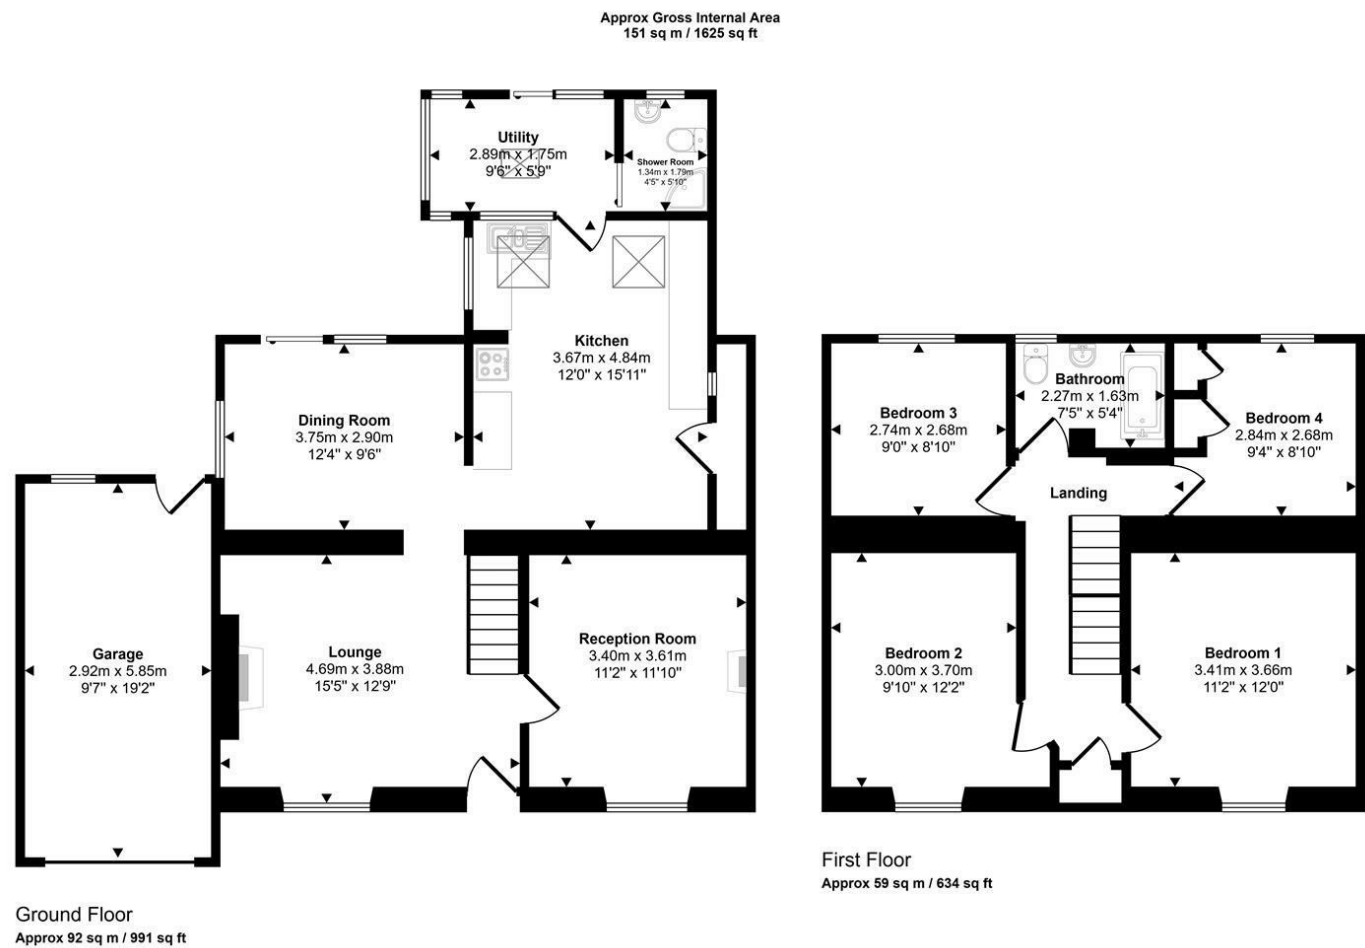 Approx Gross Internal Area
151 sq m / 1625 sq ft
Utility
2.89m x 1.75m
9'6" x 5'9"
Shower Room
1.34m x 1.79m
4'5" x 5'10"
Kitchen
3.67m x 4.84m
12'0" x 15'11"
Dining Room
3.75m x 2.90m
12'4" x 9'6"
Garage
2.92m x 5.85m
9'7" x 19'2"
Lounge
4.69m x 3.88m
15'5" x 12'9"
Reception Room
3.40m x 3.61m
11'2" x 11'10"
Ground Floor
Approx 92 sq m / 991 sq ft
Bedroom 3
2.74m x 2.68m
9'0" x 8'10"
Bathroom
2.27m x 1.63m
7'5" x 5'4"
Bedroom 4
2.84m x 2.68m
9'4" x 8'10"
Landing
Bedroom 2
3.00m x 3.70m
9'10" x 12'2"
Bedroom 1
3.41m x 3.66m
11'2" x 12'0"
First Floor
Approx 59 sq m / 634 sq ft